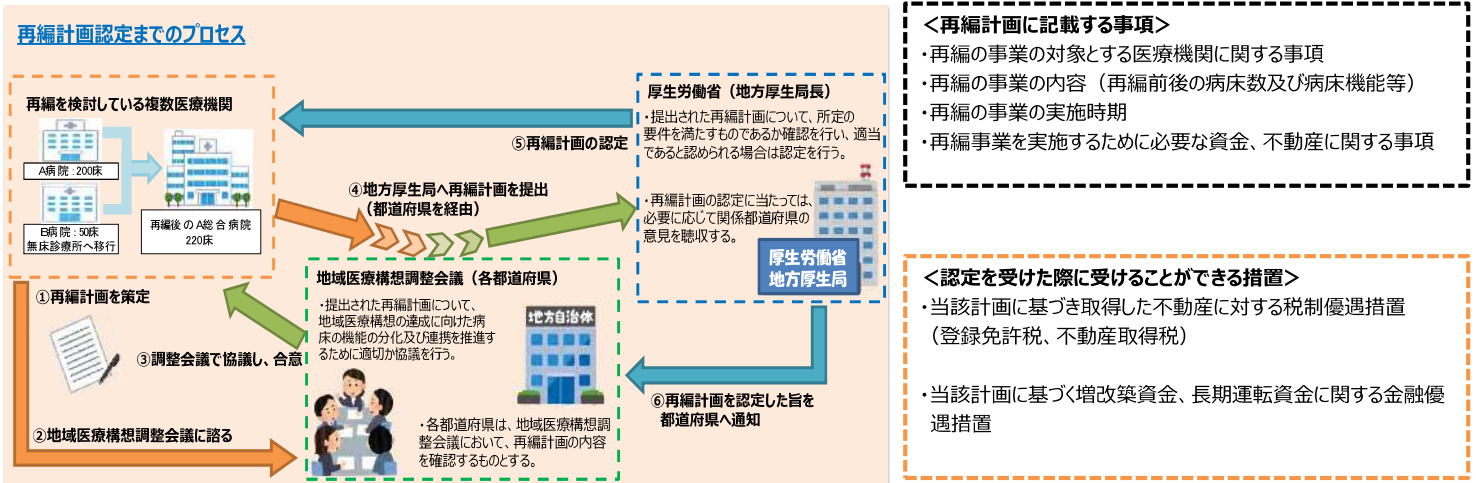 再編計画認定までのプロセス
再編を検討している複数医療機関
A病院:200床
B病院:50床
無床診療所へ移行
再編後のA総合病院
220床
①再編計画を策定
②地域医療構想調整会議に諮る
③調整会議で協議し、合意
④地方厚生局へ再編計画を提出
(都道府県を経由)
⑤再編計画の認定
厚生労働省(地方厚生局長)
・提出された再編計画について、所定の
要件を満たすものであるか確認を行い、適当
であると認められる場合は認定を行う。
・再編計画の認定に当たっては、
必要に応じて関係都道府県の
意見を聴収する。
厚生労働省
地方厚生局
地域医療構想調整会議(各都道府県)
・提出された再編計画について、
地域医療構想の達成に向けた病
床の機能の分化及び連携を推進す
るために適切か協議を行う。
地方自治体
・各都道府県は、地域医療構想調
整会議において、再編計画の内容
を確認するものとする。
⑥再編計画を認定した旨を
都道府県へ通知
<再編計画に記載する事項>
・再編の事業の対象とする医療機関に関する事項
・再編の事業の内容(再編前後の病床数及び病床機能等)
・再編の事業の実施時期
・再編事業を実施するために必要な資金、不動産に関する事項
<認定を受けた際に受けることができる措置>
・当該計画に基づき取得した不動産に対する税制優遇措置
(登録免許税、不動産取得税)
・当該計画に基づく増改築資金、長期運転資金に関する金融優
遇措置